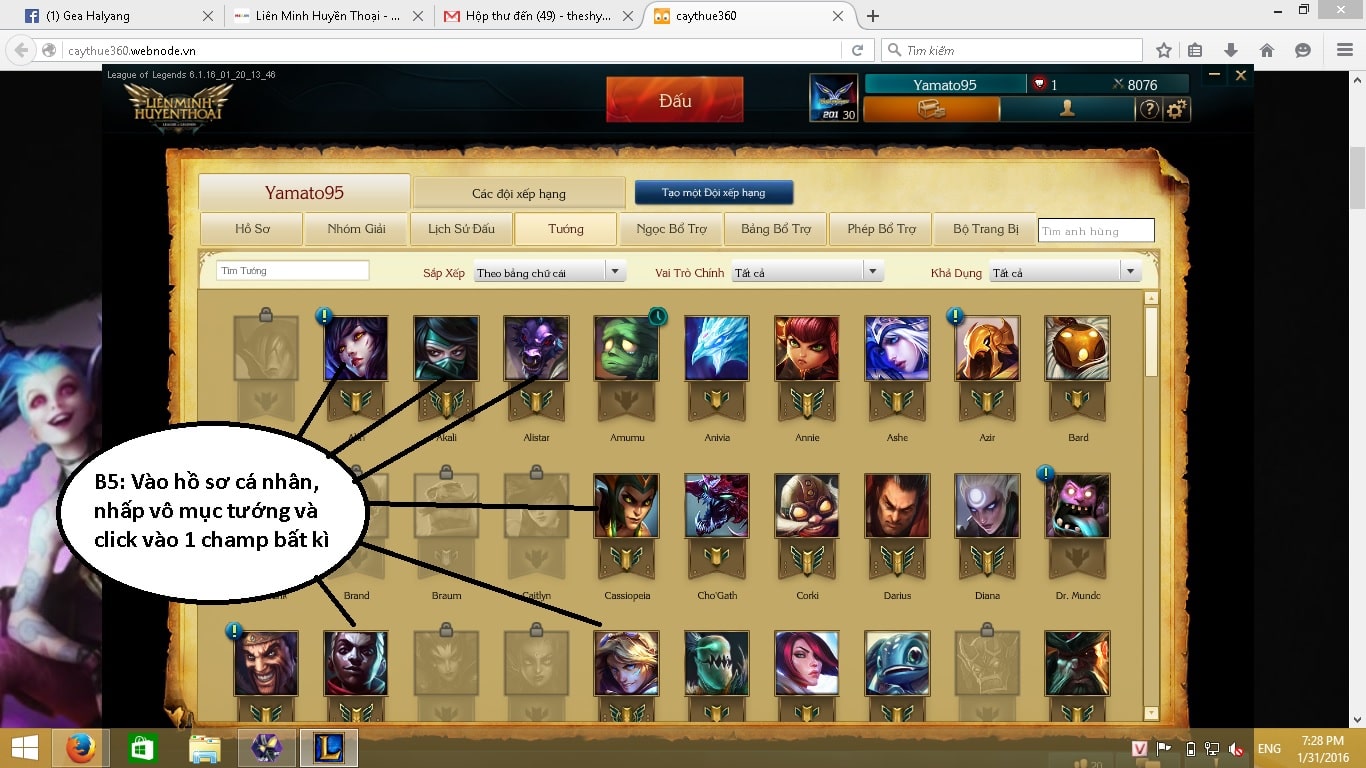 (1) Gea Halyang
Liên Minh Huyền Thoại - ...
Hộp thư đến (49) - theshy...
caythue360
caythue360.webnode.vn
Tìm kiếm
League of Legends 6.1.16_01_20_13_46
LIÊN MINH
HUYỀN THOẠI
Đấu
201 30
Yamato95
1
8076
Yamato95
Các đội xếp hạng
Tạo một Đội xếp hạng
Hồ Sơ
Nhóm Giải
Lịch Sử Đấu
Tướng
Ngọc Bổ Trợ
Bảng Bổ Trợ
Phép Bổ Trợ
Bộ Trang Bị
Tìm anh hùng
Tìm Tướng
Sắp Xếp
Theo bảng chữ cái
Vai Trò Chính
Tất cả
Khả Dụng
Tất cả
Akali
Alistar
Amumu
Anivia
Annie
Ashe
Azir
Bard
B5: Vào hồ sơ cá nhân,
nhấp vô mục tướng và
click vào 1 champ bất kì
Brand
Braum
Caitlyn
Cassiopeia
Cho'Gath
Corki
Darius
Diana
Dr. Mundo
ENG
7:28 PM
1/31/2016